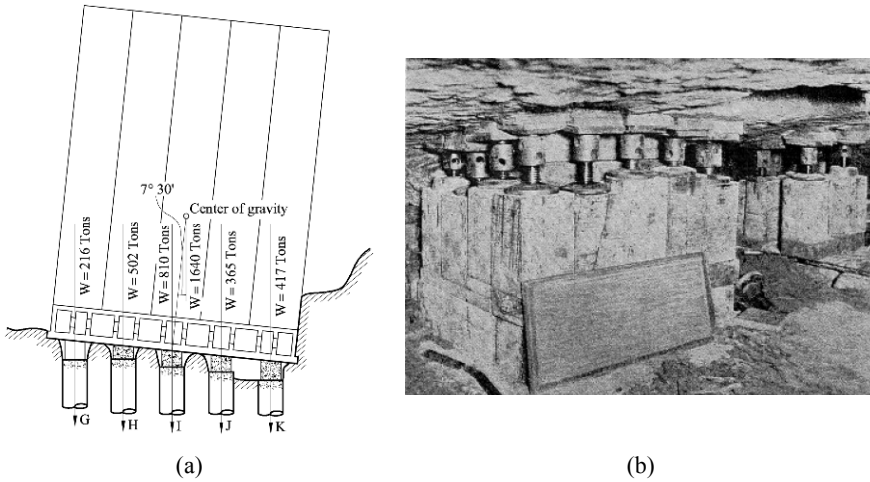 7° 30'
Center of gravity
W = 216 Tons
W = 502 Tons
W = 810 Tons
W = 1640 Tons
W = 365 Tons
W = 417 Tons
G
H
I
J
K
(a)
(b)